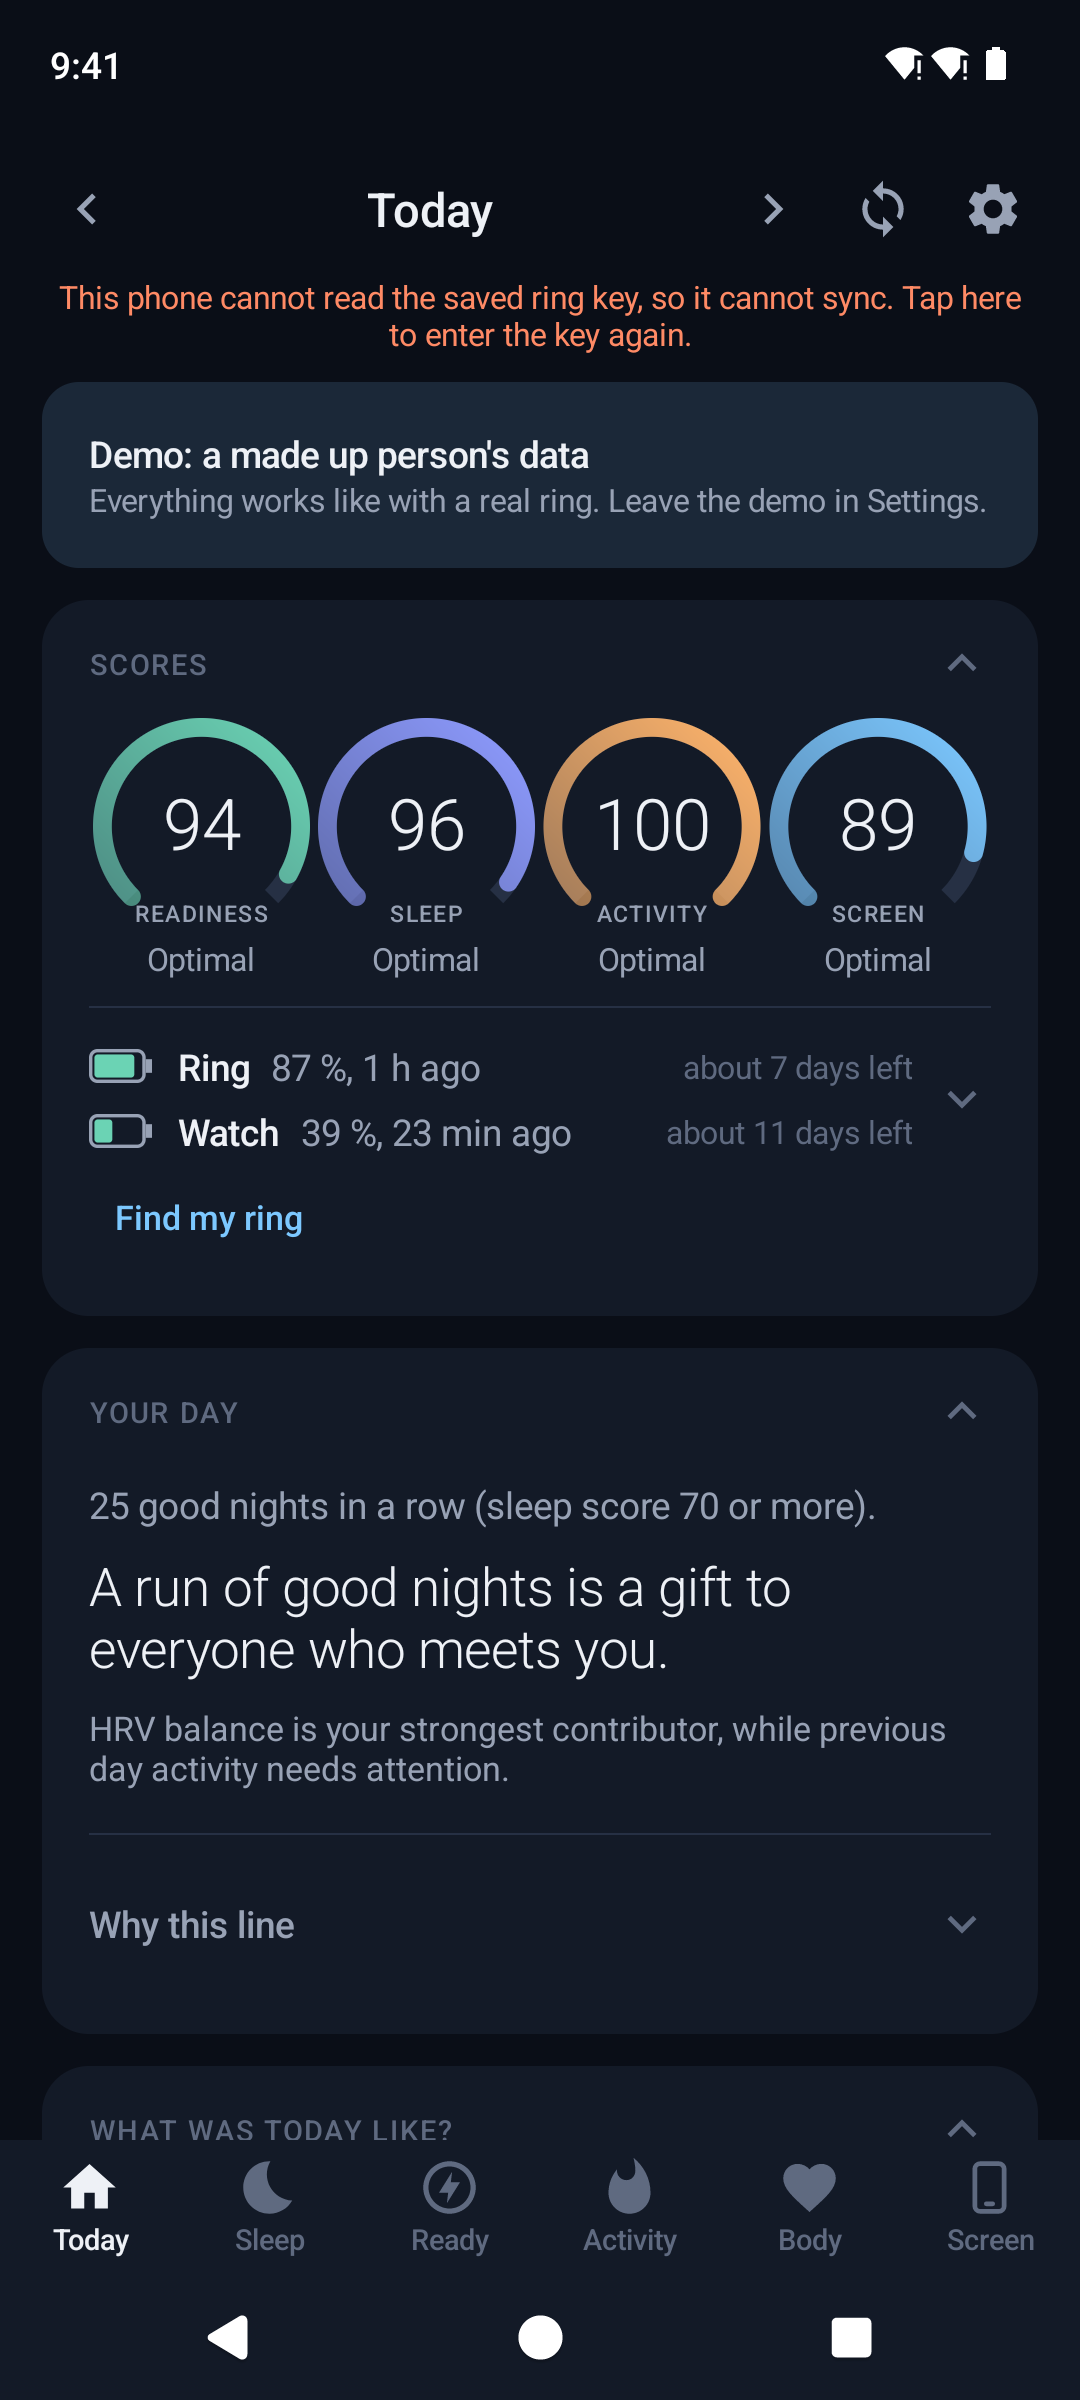 9:41
Today
This phone cannot read the saved ring key, so it cannot sync. Tap here
to enter the key again.
Demo: a made up person's data
Everything works like with a real ring. Leave the demo in Settings.
SCORES
94
96
100
89
READINESS
SLEEP
ACTIVITY
SCREEN
Optimal
Optimal
Optimal
Optimal
Ring 87 %, 1 h ago about 7 days left
Watch 39 %, 23 min ago about 11 days left
Find my ring
YOUR DAY
25 good nights in a row (sleep score 70 or more).
A run of good nights is a gift to
everyone who meets you.
HRV balance is your strongest contributor, while previous
day activity needs attention.
Why this line
WHAT WAS TODAY LIKE?
Today
Sleep
Ready
Activity
Body
Screen